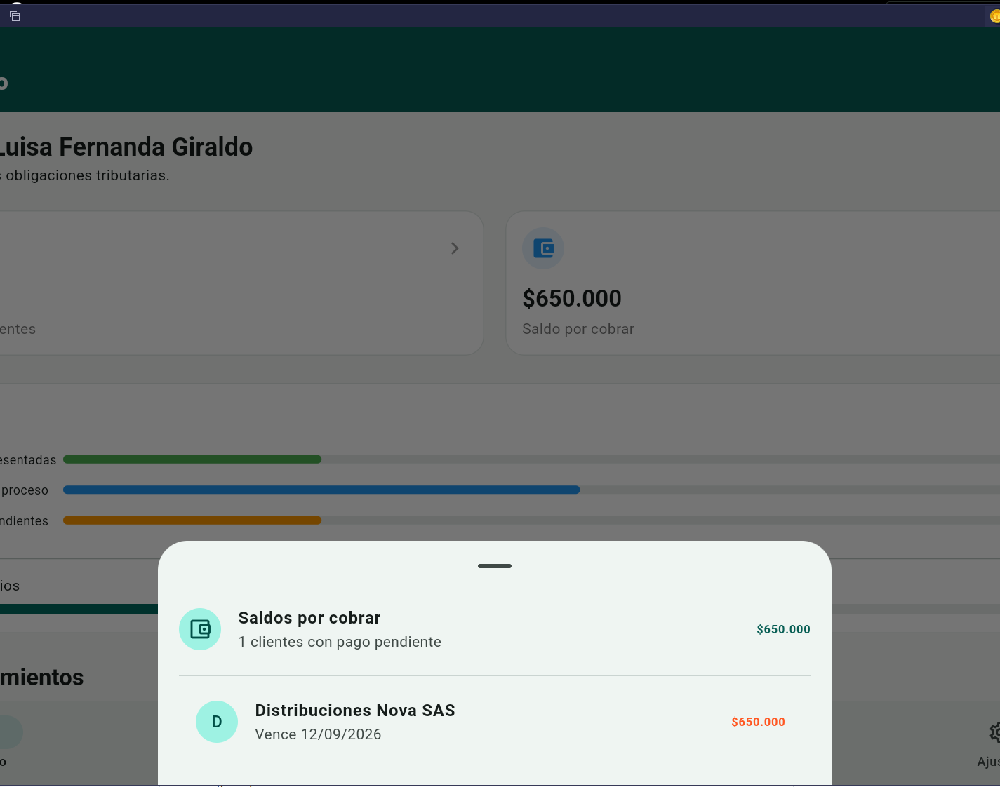 o
Luisa Fernanda Giraldo
s obligaciones tributarias.
$650.000
entes
Saldo por cobrar
esentadas
proceso
ndientes
ios
Saldos por cobrar
1 clientes con pago pendiente
$650.000
mientos
Distribuciones Nova SAS
Vence 12/09/2026
$650.000
D
o
Ajus